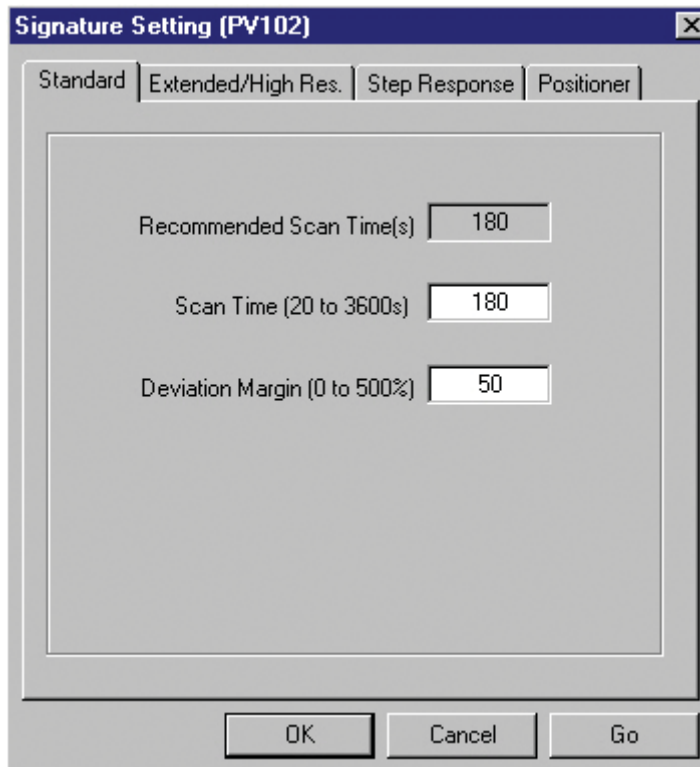 Signature Setting (PV102)
Standard Extended/High Res. Step Response Positioner
Recommended Scan Time(s) 180
Scan Time (20 to 3600s) 180
Deviation Margin (0 to 500%) 50
OK Cancel Go